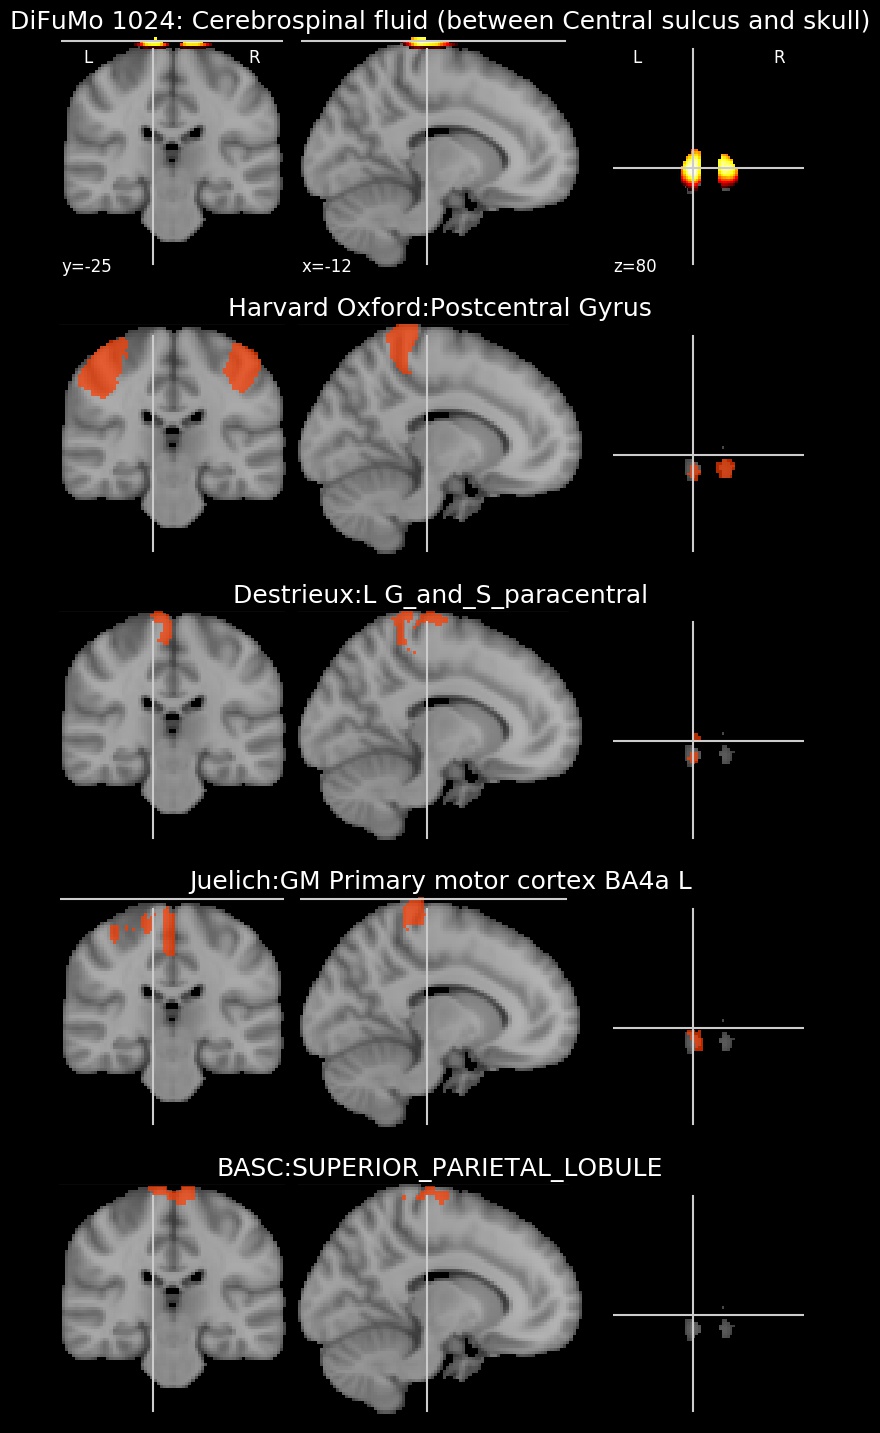 DiFuMo 1024: Cerebrospinal fluid (between Central sulcus and skull)
L R L R
y=-25 x=-12 z=80
Harvard Oxford:Postcentral Gyrus
Destrieux:L G_and_S_paracentral
Juelich:GM Primary motor cortex BA4a L
BASC:SUPERIOR_PARIETAL_LOBULE